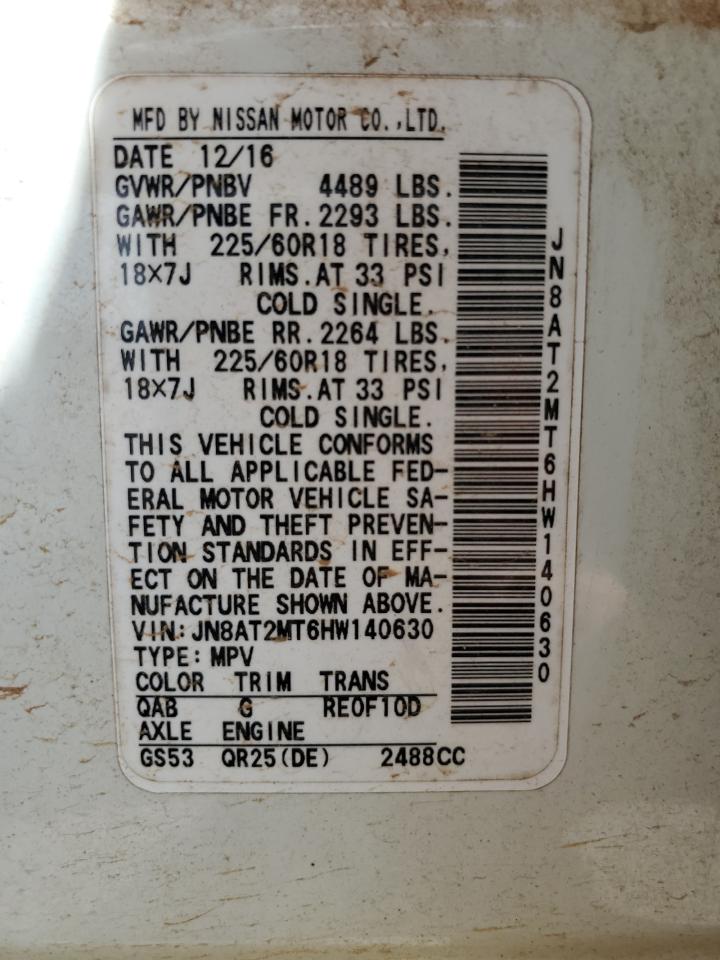 MFD BY NISSAN MOTOR CO.,LTD.
DATE 12/16
GVWR/PNBV 4489 LBS.
GAWR/PNBE FR.2293 LBS.
WITH 225/60R18 TIRES,
18×7J RIMS.AT 33 PSI
COLD SINGLE.
GAWR/PNBE RR.2264 LBS.
WITH 225/60R18 TIRES,
18×7J RIMS.AT 33 PSI
COLD SINGLE.
THIS VEHICLE CONFORMS
TO ALL APPLICABLE FED-
ERAL MOTOR VEHICLE SA-
FETY AND THEFT PREVEN-
TION STANDARDS IN EFF-
ECT ON THE DATE OF MA-
NUFACTURE SHOWN ABOVE.
VIN:JN8AT2MT6HW140630
TYPE:MPV
COLOR TRIM TRANS
QAB G RE0F10D
AXLE ENGINE
GS53 QR25(DE) 2488CC
JN8AT2MT6HW140630